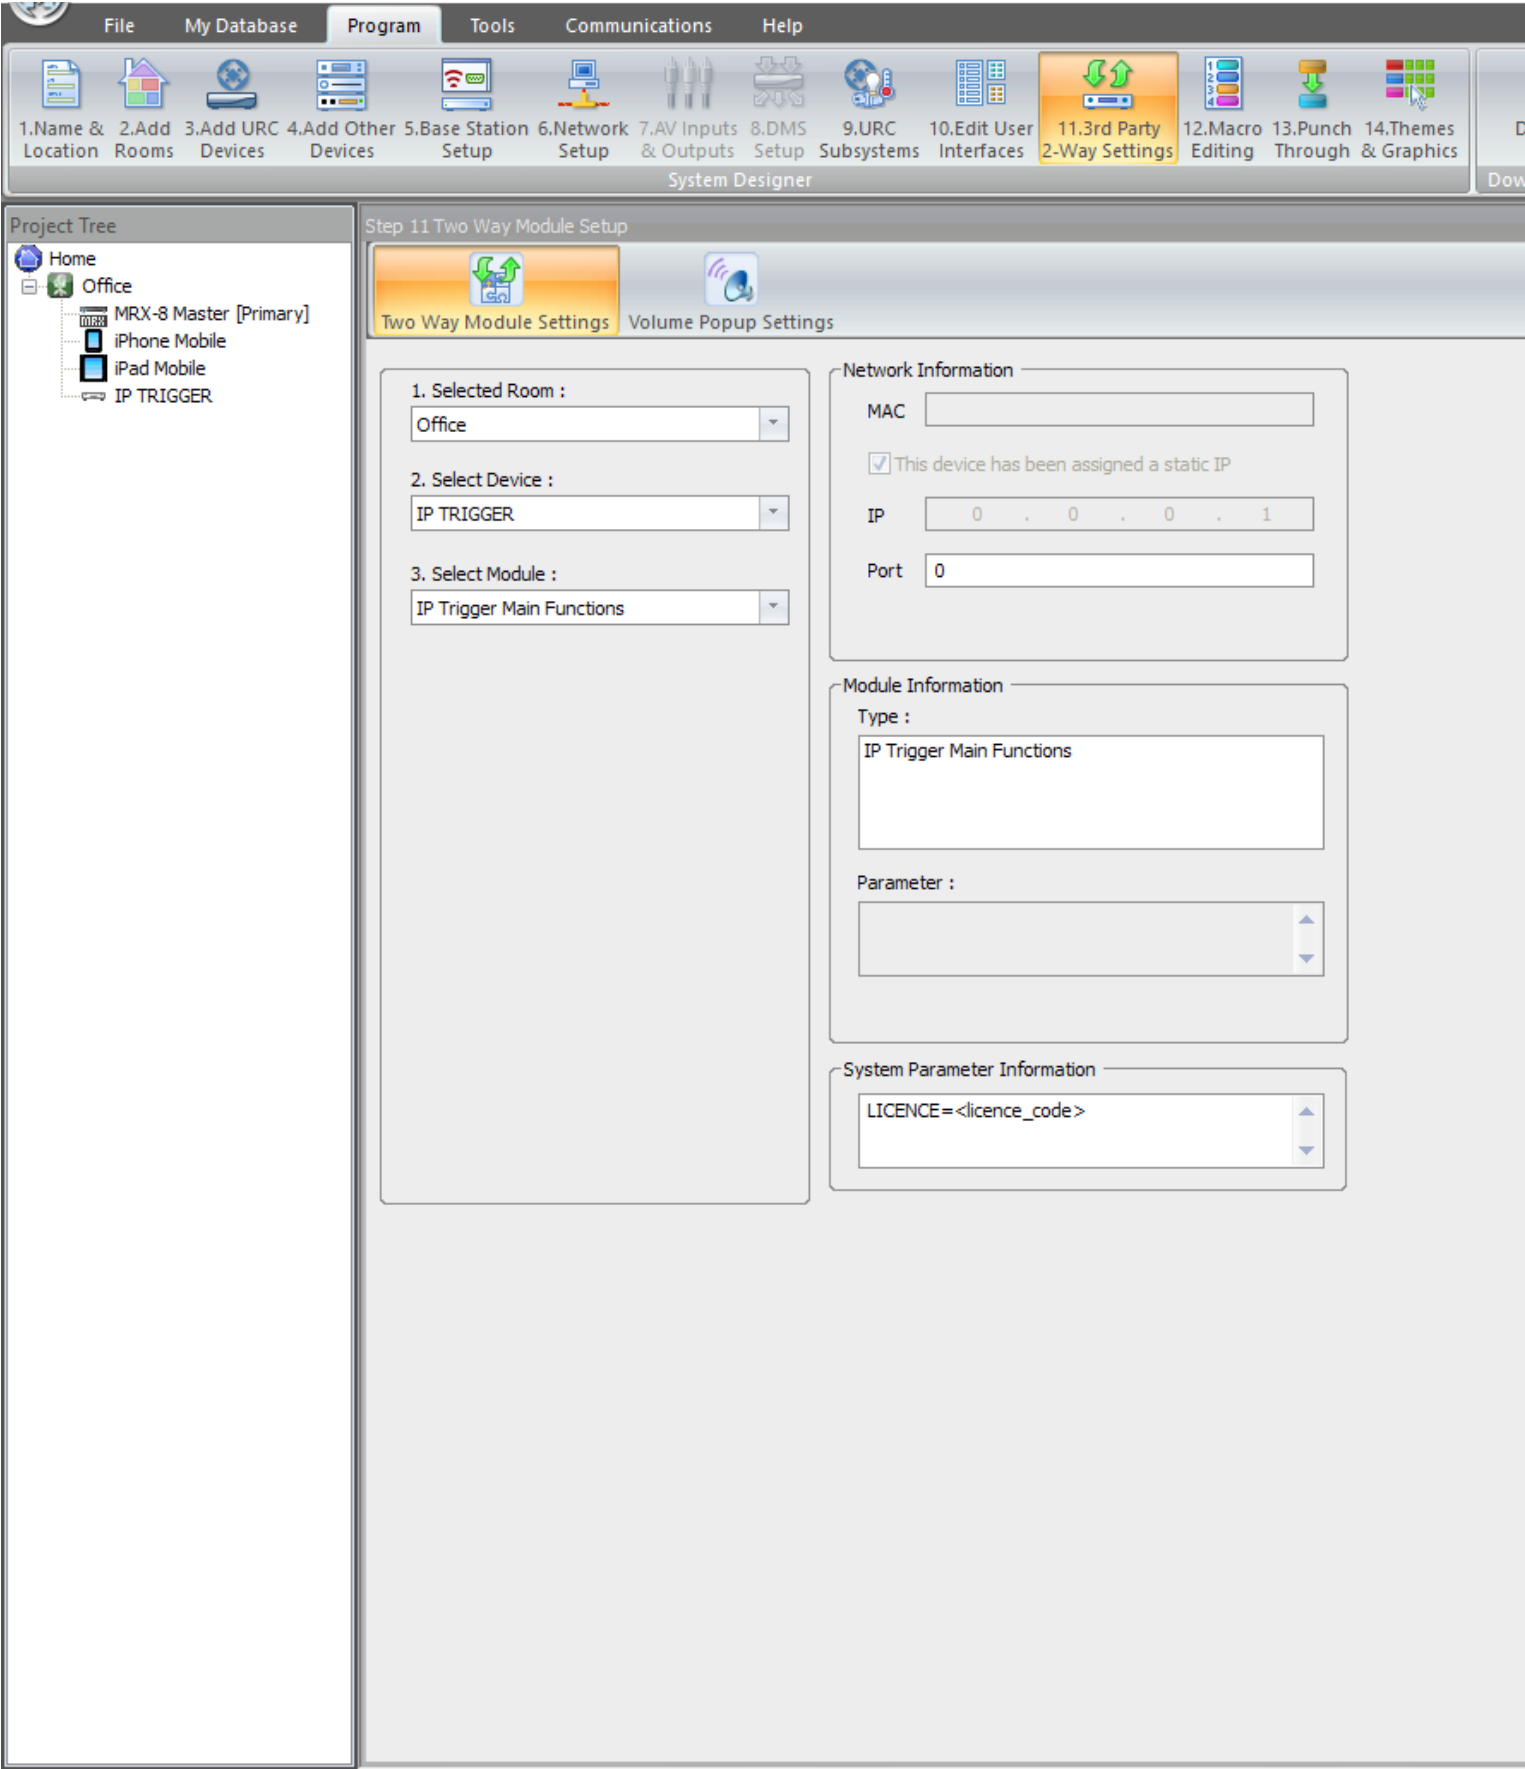 File My Database Program Tools Communications Help
1.Name & 2.Add 3.Add URC 4.Add Other 5.Base Station 6.Network 7.AV Inputs 8.DMS 9.URC 10.Edit User 11.3rd Party 12.Macro 13.Punch 14.Themes D
Location Rooms Devices Devices Setup Setup & Outputs Setup Subsystems Interfaces 2-Way Settings Editing Through & Graphics
System Designer Dow
Project Tree
Home
Office
MRX-8 Master [Primary]
iPhone Mobile
iPad Mobile
IP TRIGGER
Step 11 Two Way Module Setup
Two Way Module Settings Volume Popup Settings
1. Selected Room :
Office
2. Select Device :
IP TRIGGER
3. Select Module :
IP Trigger Main Functions
Network Information
MAC
This device has been assigned a static IP
IP 0 . 0 . 0 . 1
Port 0
Module Information
Type :
IP Trigger Main Functions
Parameter :
System Parameter Information
LICENCE=<licence_code>